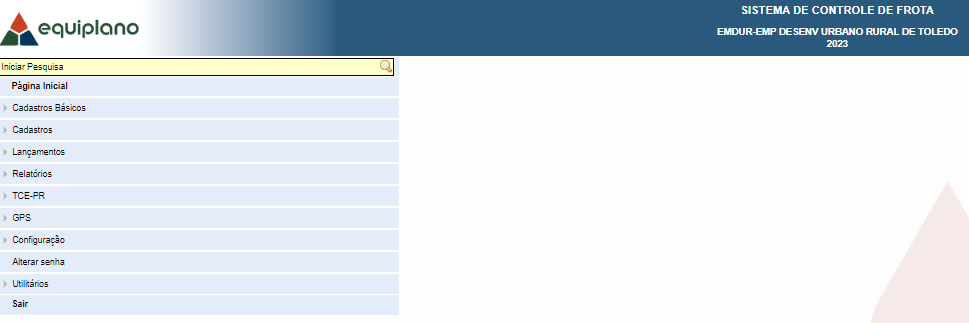 equiplano
SISTEMA DE CONTROLE DE FROTA
EMDUR-EMP DESENV URBANO RURAL DE TOLEDO
2023
Iniciar Pesquisa
Página Inicial
Cadastros Básicos
Cadastros
Lançamentos
Relatórios
TCE-PR
GPS
Configuração
Alterar senha
Utilitários
Sair